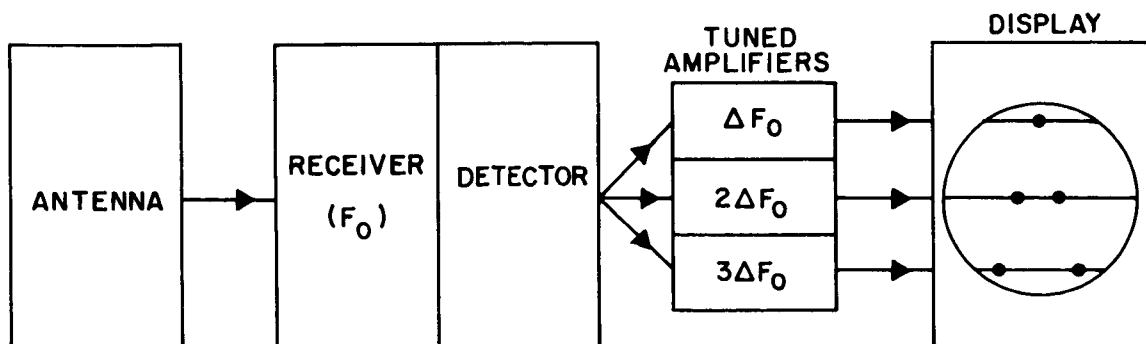 ANTENNA
RECEIVER
(F₀)
DETECTOR
TUNED
AMPLIFIERS
ΔF₀
2ΔF₀
3ΔF₀
DISPLAY